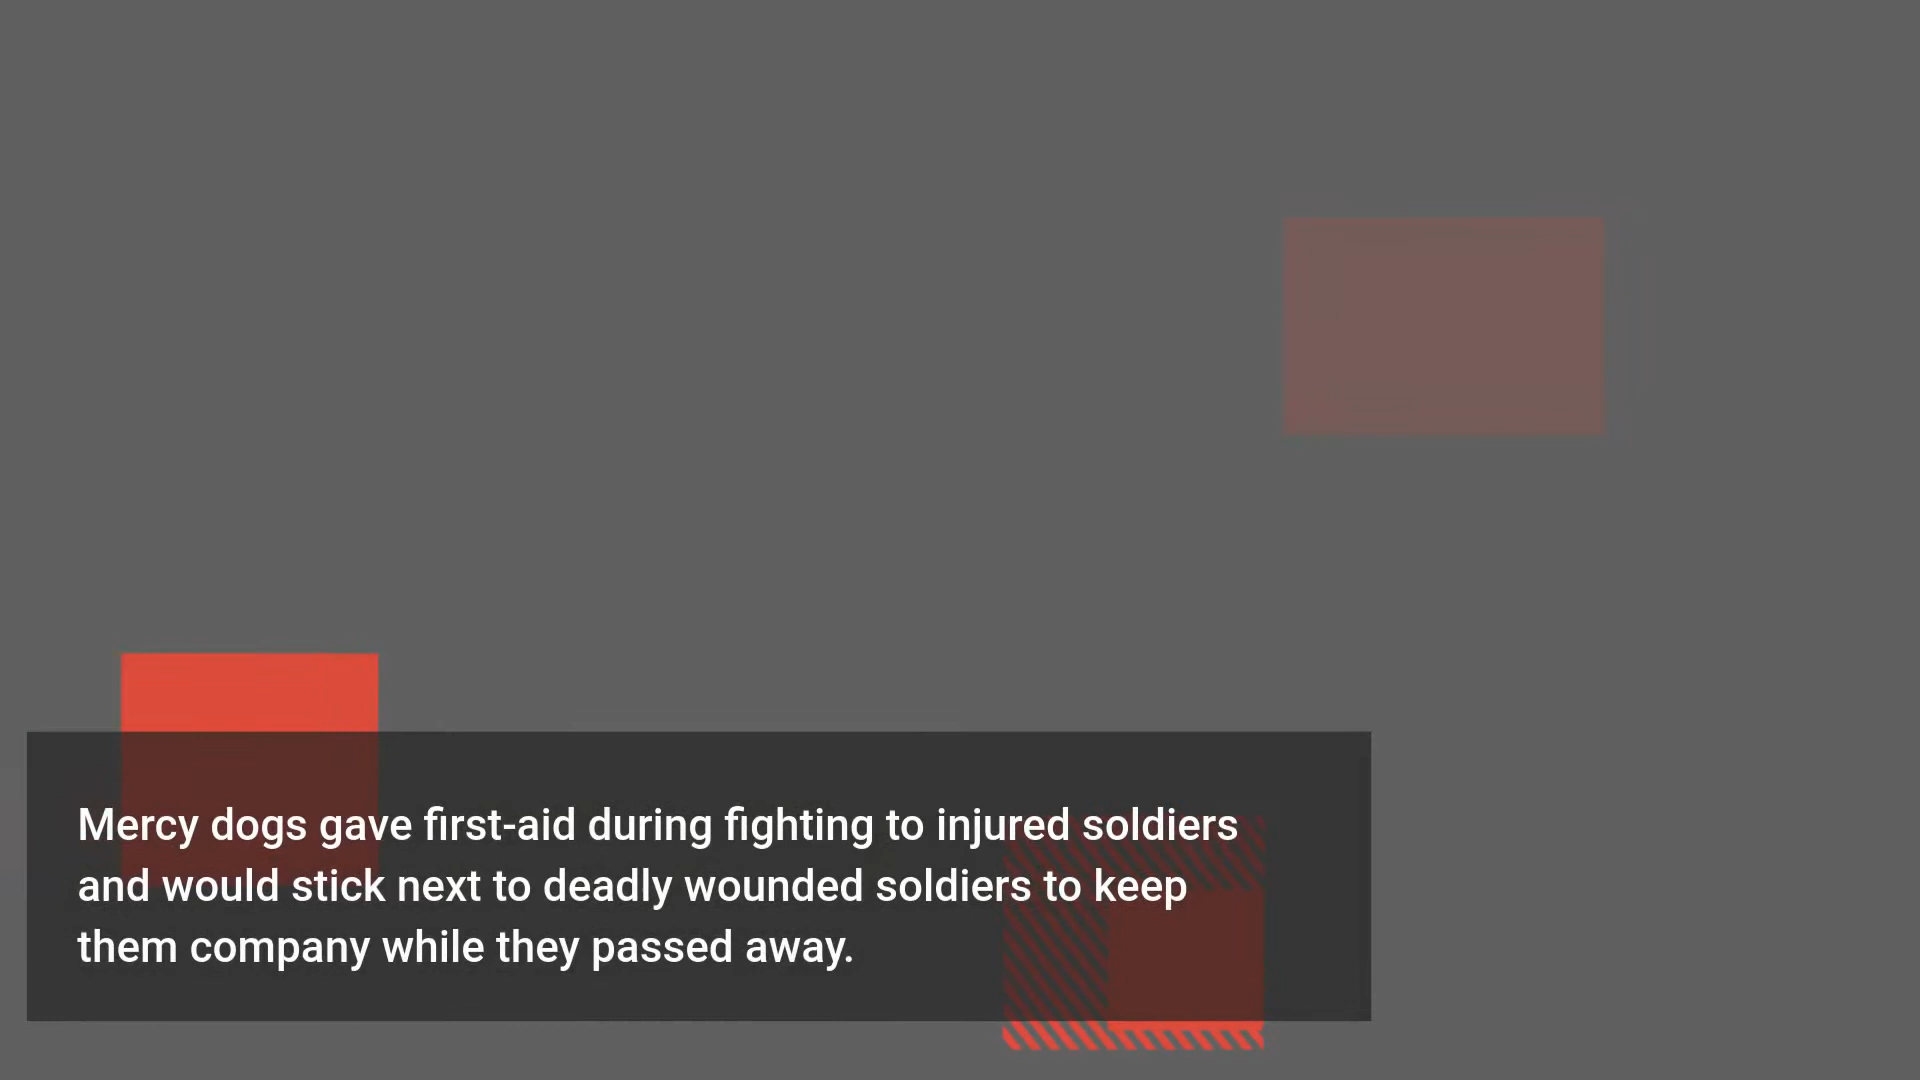 Mercy dogs gave first-aid during fighting to injured soldiers
and would stick next to deadly wounded soldiers to keep
them company while they passed away.